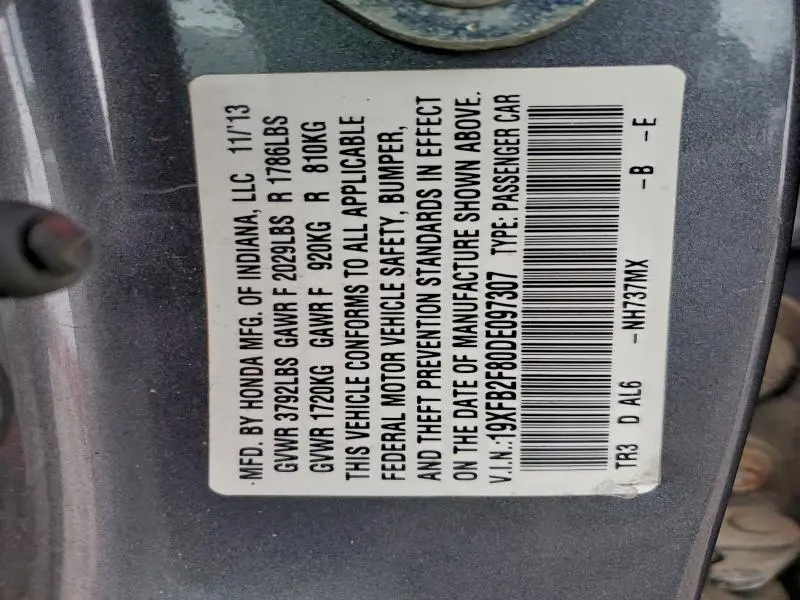 MFD. BY HONDA MFG. OF INDIANA, LLC 11/'13
GVWR 3792LBS GAWR F 2029LBS R 1786LBS
GVWR 1720KG GAWR F 920KG R 810KG
THIS VEHICLE CONFORMS TO ALL APPLICABLE
FEDERAL MOTOR VEHICLE SAFETY, BUMPER,
AND THEFT PREVENTION STANDARDS IN EFFECT
ON THE DATE OF MANUFACTURE SHOWN ABOVE.
V.I.N.:19XFB2F80DE097307 TYPE: PASSENGER CAR
TR3 D AL6 -NH737MX -B -E